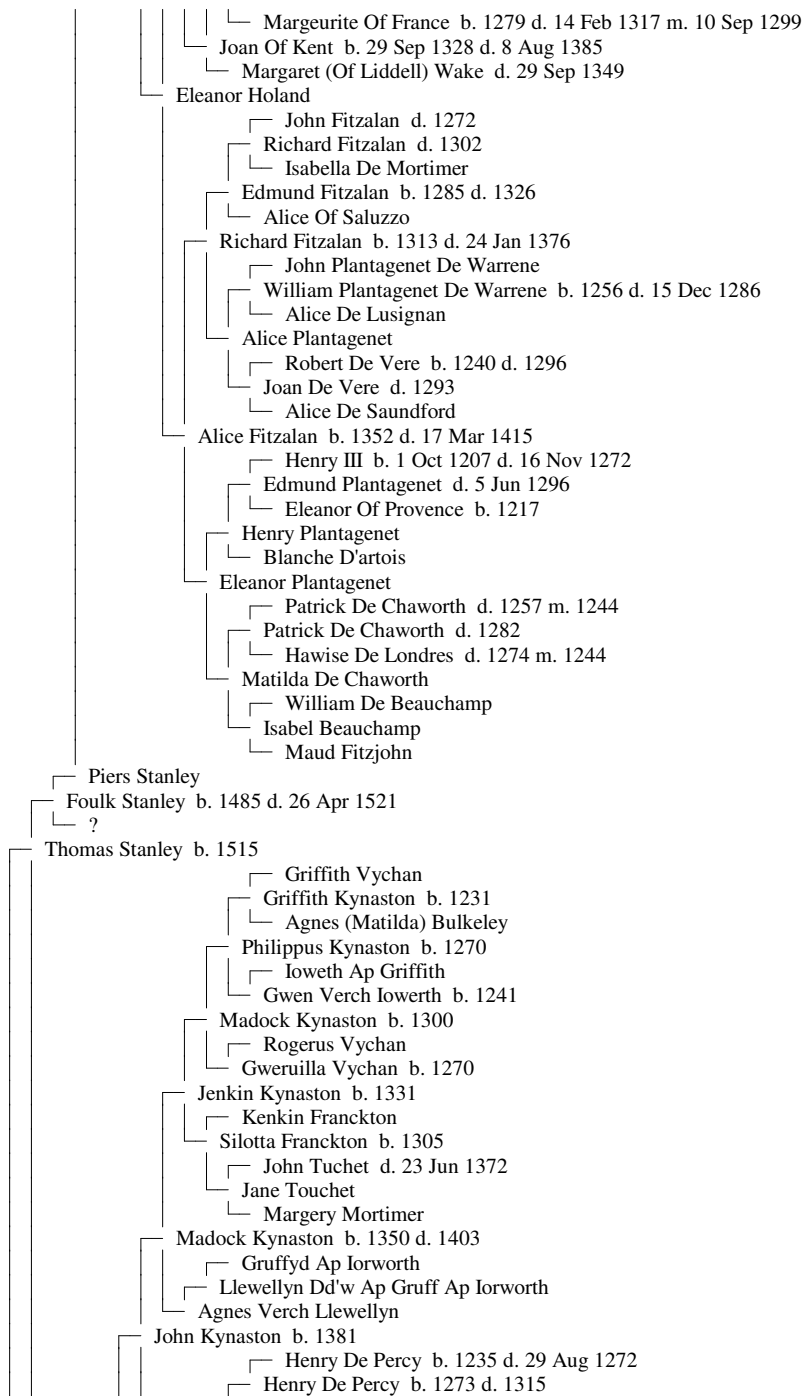 Margeurite Of France b. 1279 d. 14 Feb 1317 m. 10 Sep 1299
Joan Of Kent b. 29 Sep 1328 d. 8 Aug 1385
Margaret (Of Liddell) Wake d. 29 Sep 1349
Eleanor Holand
John Fitzalan d. 1272
Richard Fitzalan d. 1302
Isabella De Mortimer
Edmund Fitzalan b. 1285 d. 1326
Alice Of Saluzzo
Richard Fitzalan b. 1313 d. 24 Jan 1376
John Plantagenet De Warrene
William Plantagenet De Warrene b. 1256 d. 15 Dec 1286
Alice De Lusignan
Alice Plantagenet
Robert De Vere b. 1240 d. 1296
Joan De Vere d. 1293
Alice De Saundford
Alice Fitzalan b. 1352 d. 17 Mar 1415
Henry III b. 1 Oct 1207 d. 16 Nov 1272
Edmund Plantagenet d. 5 Jun 1296
Eleanor Of Provence b. 1217
Henry Plantagenet
Blanche D'artois
Eleanor Plantagenet
Patrick De Chaworth d. 1257 m. 1244
Patrick De Chaworth d. 1282
Hawise De Londres d. 1274 m. 1244
Matilda De Chaworth
William De Beauchamp
Isabel Beauchamp
Maud Fitzjohn
Piers Stanley
Foulk Stanley b. 1485 d. 26 Apr 1521
?
Thomas Stanley b. 1515
Griffith Vychan
Griffith Kynaston b. 1231
Agnes (Matilda) Bulkeley
Philippus Kynaston b. 1270
Ioweth Ap Griffith
Gwen Verch Iowerth b. 1241
Madock Kynaston b. 1300
Rogerus Vychan
Gweruilla Vychan b. 1270
Jenkin Kynaston b. 1331
Kenkin Franckton
Silotta Franckton b. 1305
John Tuchet d. 23 Jun 1372
Jane Touchet
Margery Mortimer
Madock Kynaston b. 1350 d. 1403
Gruffyd Ap Iorworth
Llewellyn Dd'w Ap Gruff Ap Iorworth
Agnes Verch Llewellyn
John Kynaston b. 1381
Henry De Percy b. 1235 d. 29 Aug 1272
Henry De Percy b. 1273 d. 1315